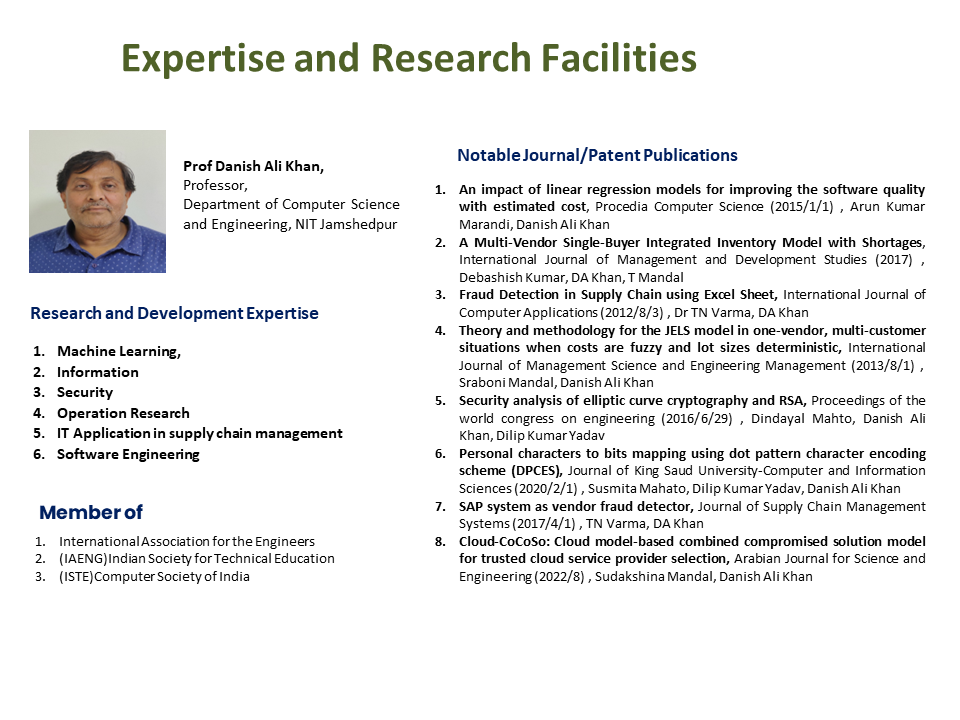 Expertise and Research Facilities
Prof Danish Ali Khan,
Professor,
Department of Computer Science
and Engineering, NIT Jamshedpur
Research and Development Expertise
1. Machine Learning,
2. Information
3. Security
4. Operation Research
5. IT Application in supply chain management
6. Software Engineering
Member of
1. International Association for the Engineers
2. (IAENG)Indian Society for Technical Education
3. (ISTE)Computer Society of India
Notable Journal/Patent Publications
1. An impact of linear regression models for improving the software quality
with estimated cost, Procedia Computer Science (2015/1/1) , Arun Kumar
Marandi, Danish Ali Khan
2. A Multi-Vendor Single-Buyer Integrated Inventory Model with Shortages,
International Journal of Management and Development Studies (2017) ,
Debashish Kumar, DA Khan, T Mandal
3. Fraud Detection in Supply Chain using Excel Sheet, International Journal of
Computer Applications (2012/8/3) , Dr TN Varma, DA Khan
4. Theory and methodology for the JELS model in one-vendor, multi-customer
situations when costs are fuzzy and lot sizes deterministic, International
Journal of Management Science and Engineering Management (2013/8/1) ,
Sraboni Mandal, Danish Ali Khan
5. Security analysis of elliptic curve cryptography and RSA, Proceedings of the
world congress on engineering (2016/6/29) , Dindayal Mahto, Danish Ali
Khan, Dilip Kumar Yadav
6. Personal characters to bits mapping using dot pattern character encoding
scheme (DPCES), Journal of King Saud University-Computer and Information
Sciences (2020/2/1) , Susmita Mahato, Dilip Kumar Yadav, Danish Ali Khan
7. SAP system as vendor fraud detector, Journal of Supply Chain Management
Systems (2017/4/1) , TN Varma, DA Khan
8. Cloud-CoCoSo: Cloud model-based combined compromised solution model
for trusted cloud service provider selection, Arabian Journal for Science and
Engineering (2022/8) , Sudakshina Mandal, Danish Ali Khan